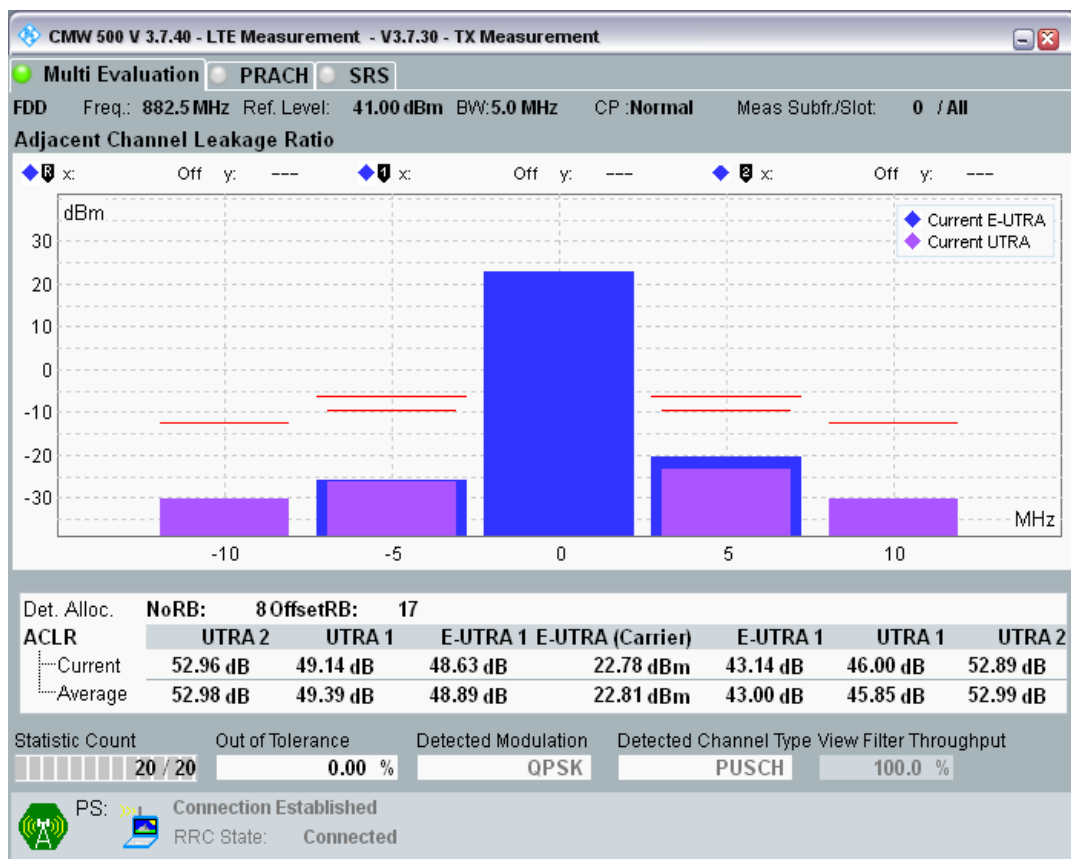 CMW 500 V 3.7.40 - LTE Measurement - V3.7.30 - TX Measurement
Multi Evaluation PRACH SRS
FDD Freq.: 882.5 MHz Ref. Level: 41.00 dBm BW:5.0 MHz CP :Normal Meas Subfr./Slot: 0 / All
Adjacent Channel Leakage Ratio
R x: Off y: --- 1 x: Off y: --- 2 x: Off y: ---
dBm
Current E-UTRA
Current UTRA
30
20
10
0
-10
-20
-30
MHz
-10 -5 0 5 10
Det. Alloc. NoRB: 8 OffsetRB: 17
ACLR UTRA 2 UTRA 1 E-UTRA 1 E-UTRA (Carrier) E-UTRA 1 UTRA 1 UTRA 2
Current 52.96 dB 49.14 dB 48.63 dB 22.78 dBm 43.14 dB 46.00 dB 52.89 dB
Average 52.98 dB 49.39 dB 48.89 dB 22.81 dBm 43.00 dB 45.85 dB 52.99 dB
Statistic Count Out of Tolerance Detected Modulation Detected Channel Type View Filter Throughput
20 / 20 0.00 % QPSK PUSCH 100.0 %
PS: Connection Established
RRC State: Connected